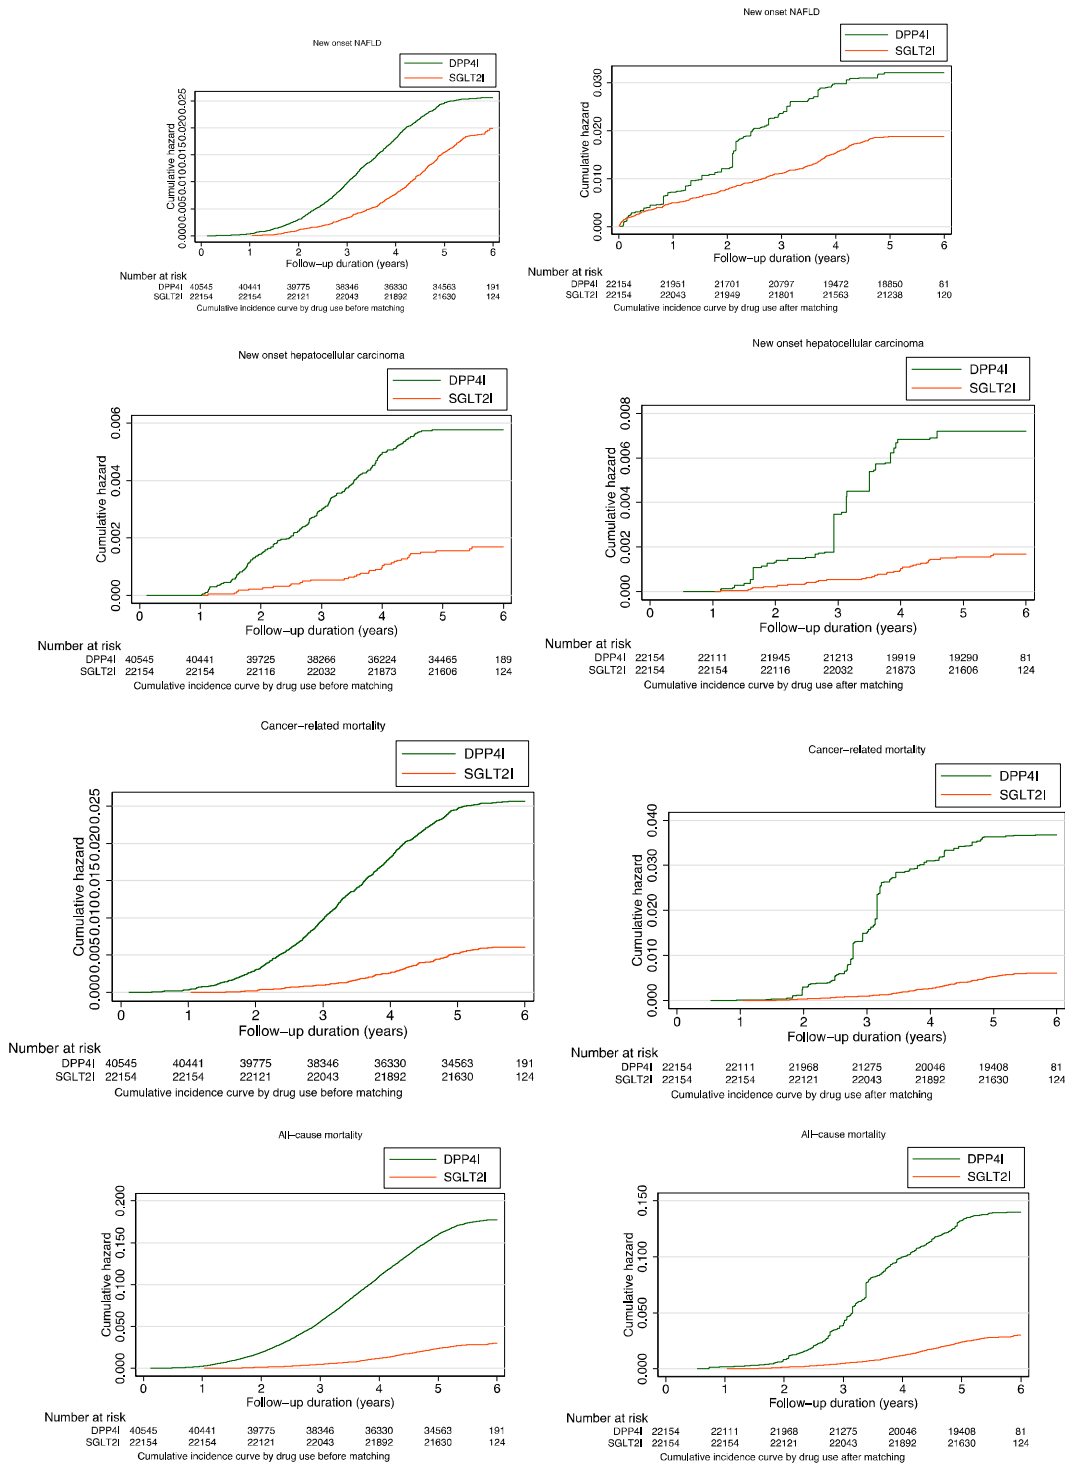 New onset NAFLD
DPP4I
SGLT2I
Cumulative hazard
0.000 0.005 0.010 0.015 0.020 0.025
0 1 2 3 4 5 6
Follow-up duration (years)
Number at risk
DPP4I 40545 40441 39775 38346 36330 34563 191
SGLT2I 22154 22154 22121 22043 21892 21630 124
Cumulative incidence curve by drug use before matching
New onset NAFLD
DPP4I
SGLT2I
Cumulative hazard
0.000 0.010 0.020 0.030
0 1 2 3 4 5 6
Follow-up duration (years)
Number at risk
DPP4I 22154 21951 21701 20797 19472 18850 81
SGLT2I 22154 22043 21949 21801 21563 21238 120
Cumulative incidence curve by drug use after matching
New onset hepatocellular carcinoma
DPP4I
SGLT2I
Cumulative hazard
0.000 0.002 0.004 0.006
0 1 2 3 4 5 6
Follow-up duration (years)
Number at risk
DPP4I 40545 40441 39725 38266 36224 34465 189
SGLT2I 22154 22154 22116 22032 21873 21606 124
Cumulative incidence curve by drug use before matching
New onset hepatocellular carcinoma
DPP4I
SGLT2I
Cumulative hazard
0.000 0.002 0.004 0.006 0.008
0 1 2 3 4 5 6
Follow-up duration (years)
Number at risk
DPP4I 22154 22111 21945 21213 19919 19290 81
SGLT2I 22154 22154 22116 22032 21873 21606 124
Cumulative incidence curve by drug use after matching
Cancer-related mortality
DPP4I
SGLT2I
Cumulative hazard
0.000 0.005 0.010 0.015 0.020 0.025
0 1 2 3 4 5 6
Follow-up duration (years)
Number at risk
DPP4I 40545 40441 39775 38346 36330 34563 191
SGLT2I 22154 22154 22121 22043 21892 21630 124
Cumulative incidence curve by drug use before matching
Cancer-related mortality
DPP4I
SGLT2I
Cumulative hazard
0.000 0.010 0.020 0.030 0.040
0 1 2 3 4 5 6
Follow-up duration (years)
Number at risk
DPP4I 22154 22111 21968 21275 20046 19408 81
SGLT2I 22154 22154 22121 22043 21892 21630 124
Cumulative incidence curve by drug use after matching
All-cause mortality
DPP4I
SGLT2I
Cumulative hazard
0.000 0.050 0.100 0.150 0.200
0 1 2 3 4 5 6
Follow-up duration (years)
Number at risk
DPP4I 40545 40441 39775 38346 36330 34563 191
SGLT2I 22154 22154 22121 22043 21892 21630 124
Cumulative incidence curve by drug use before matching
All-cause mortality
DPP4I
SGLT2I
Cumulative hazard
0.000 0.050 0.100 0.150
0 1 2 3 4 5 6
Follow-up duration (years)
Number at risk
DPP4I 22154 22111 21968 21275 20046 19408 81
SGLT2I 22154 22154 22121 22043 21892 21630 124
Cumulative incidence curve by drug use after matching